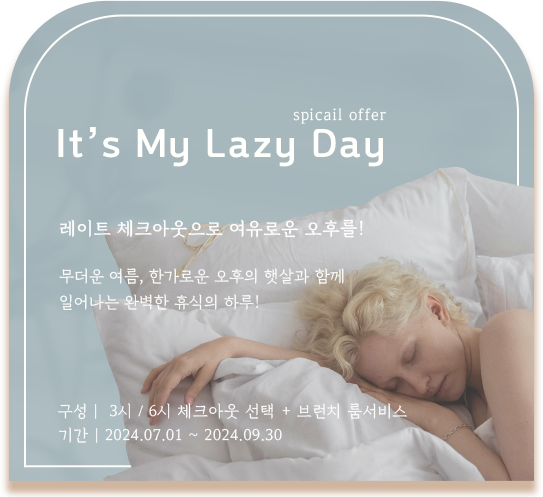 spicail offer
It's My Lazy Day
레이트 체크아웃으로 여유로운 오후를!
무더운 여름, 한가로운 오후의 햇살과 함께
일어나는 완벽한 휴식의 하루!
구성 | 3시 / 6시 체크아웃 선택 + 브런치 룸서비스
기간 | 2024.07.01 ~ 2024.09.30